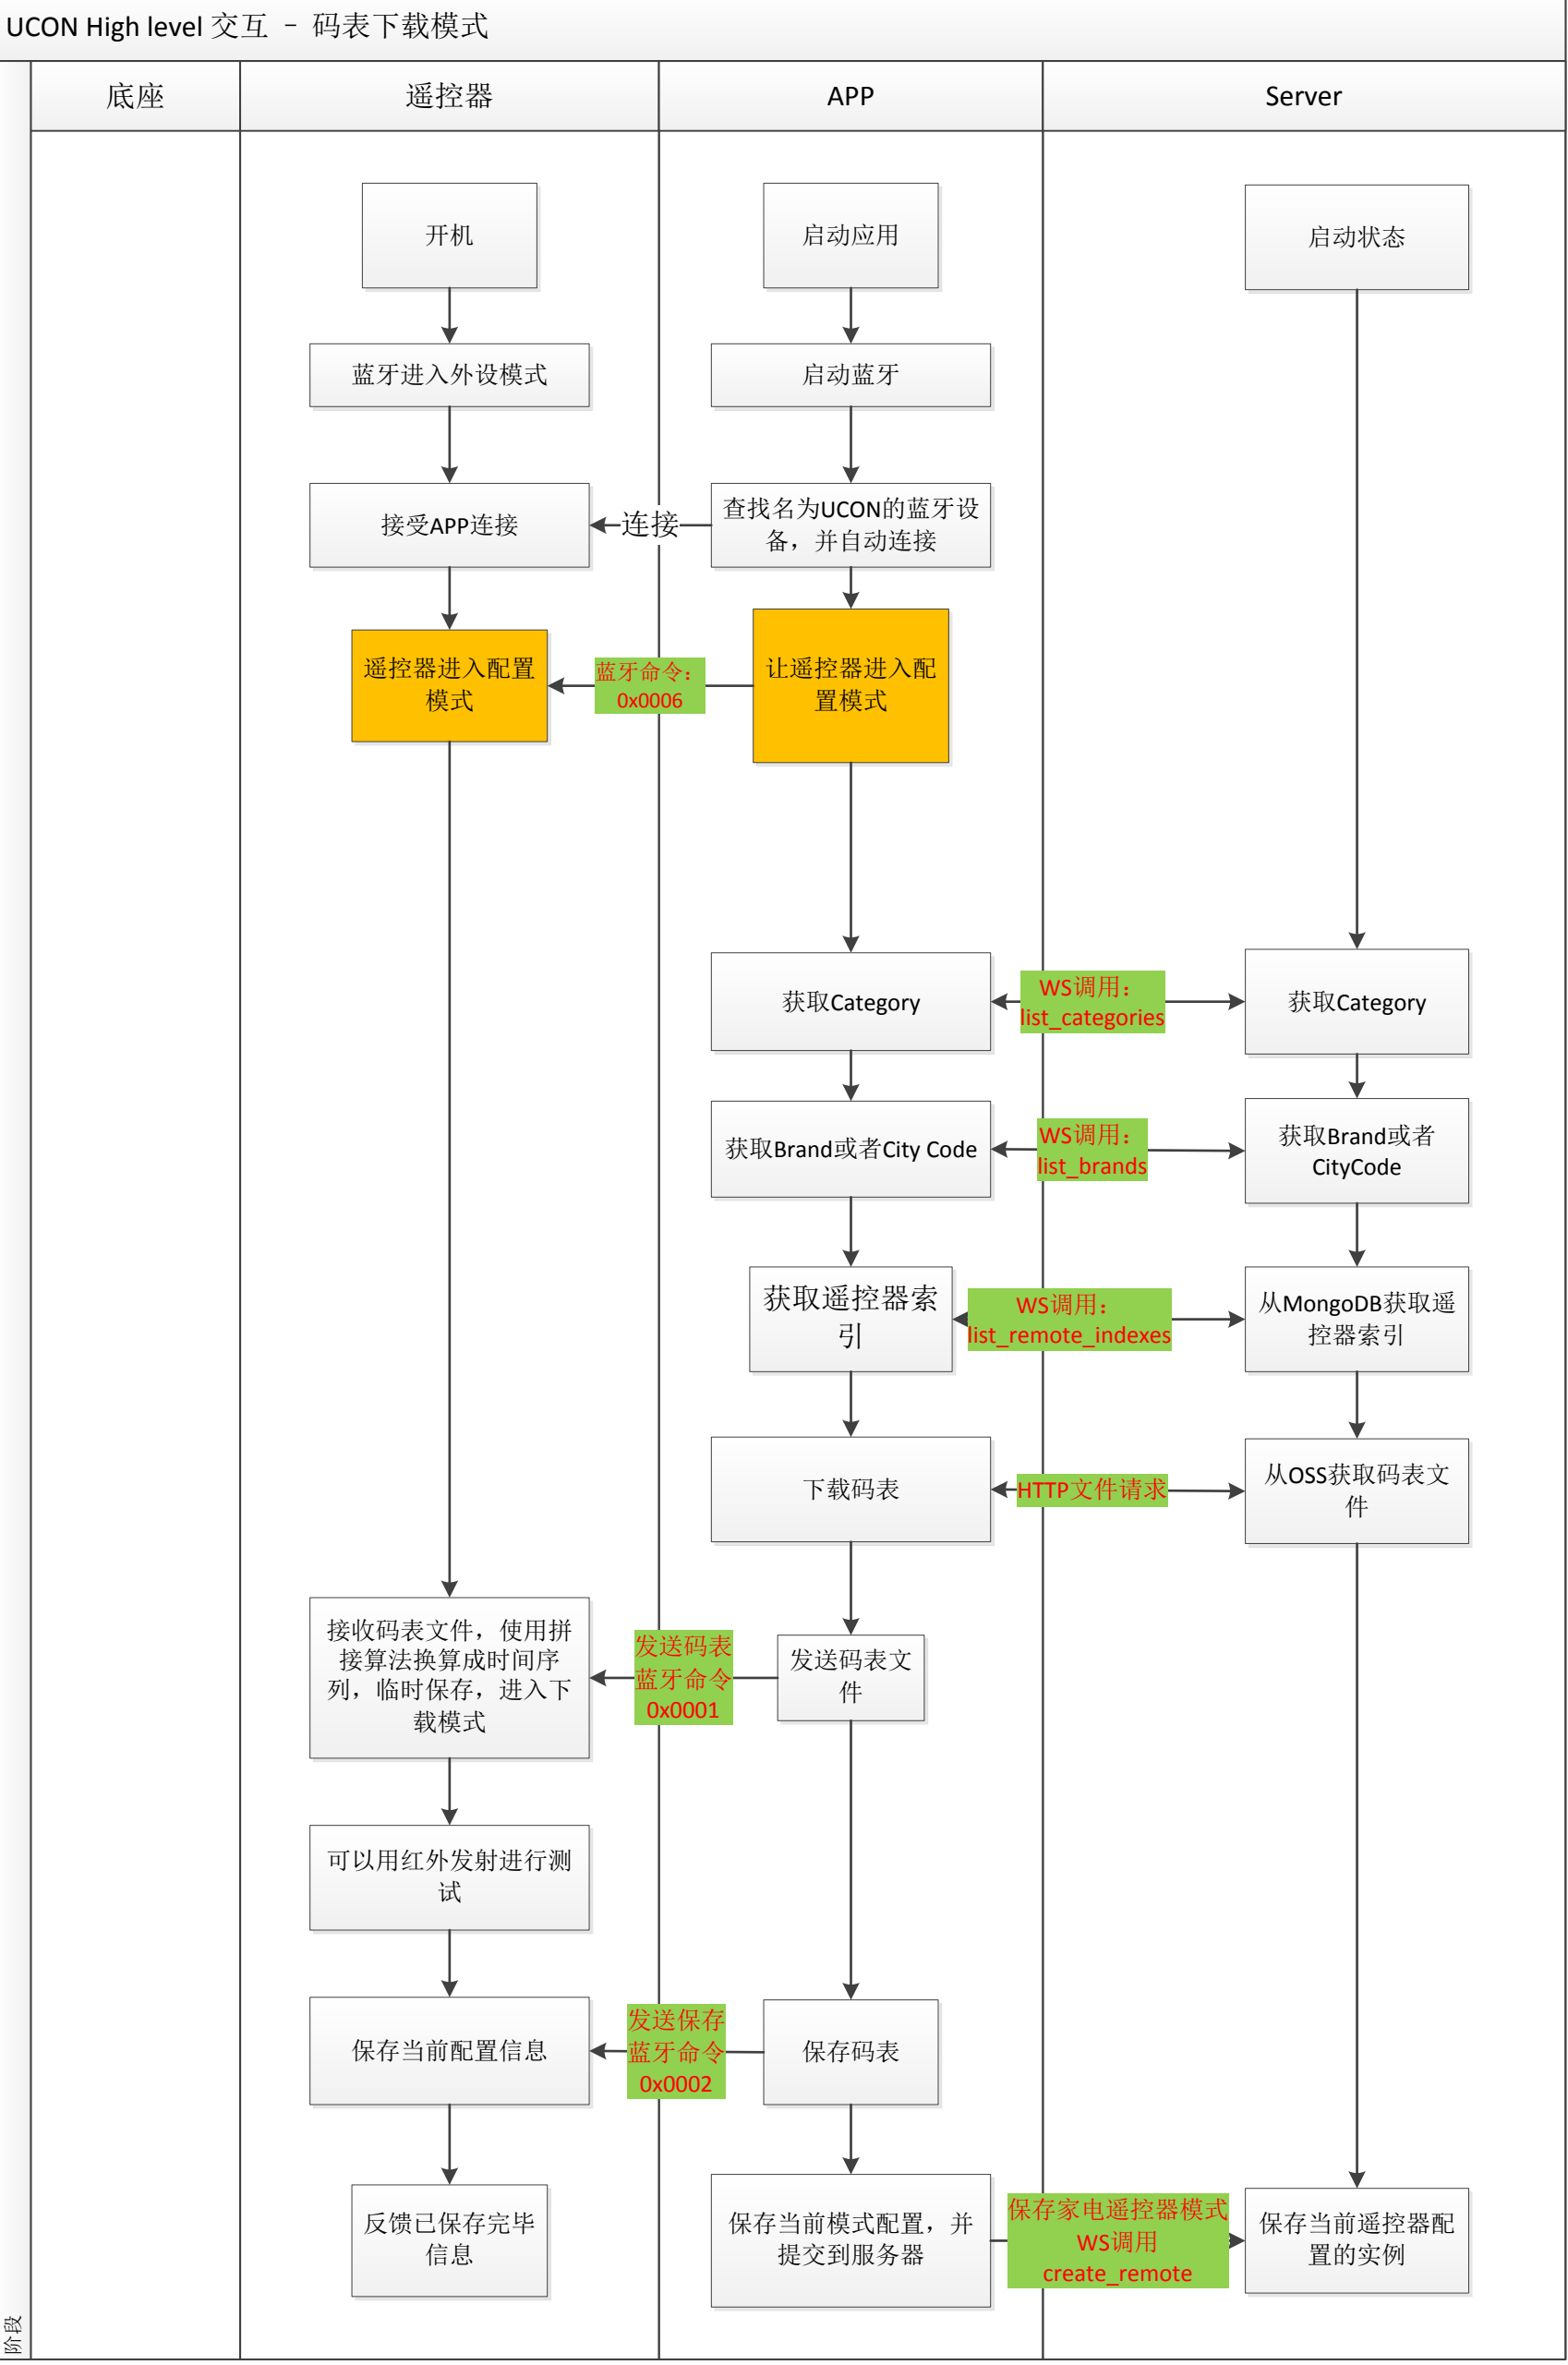 UCON High level 交互 – 码表下载模式
底座
遥控器
APP
Server
开机
启动应用
启动状态
蓝牙进入外设模式
启动蓝牙
接受APP连接
连接
查找名为UCON的蓝牙设
备，并自动连接
遥控器进入配置
模式
蓝牙命令：
0x0006
让遥控器进入配
置模式
获取Category
WS调用：
list_categories
获取Category
获取Brand或者City Code
WS调用：
list_brands
获取Brand或者
CityCode
获取遥控器索
引
WS调用：
list_remote_indexes
从MongoDB获取遥
控器索引
下载码表
HTTP文件请求
从OSS获取码表文
件
接收码表文件，使用拼
接算法换算成时间序
列，临时保存，进入下
载模式
发送码表
蓝牙命令
0x0001
发送码表文
件
可以用红外发射进行测
试
保存当前配置信息
发送保存
蓝牙命令
0x0002
保存码表
反馈已保存完毕
信息
保存当前模式配置，并
提交到服务器
保存家电遥控器模式
WS调用
create_remote
保存当前遥控器配
置的实例
阶段